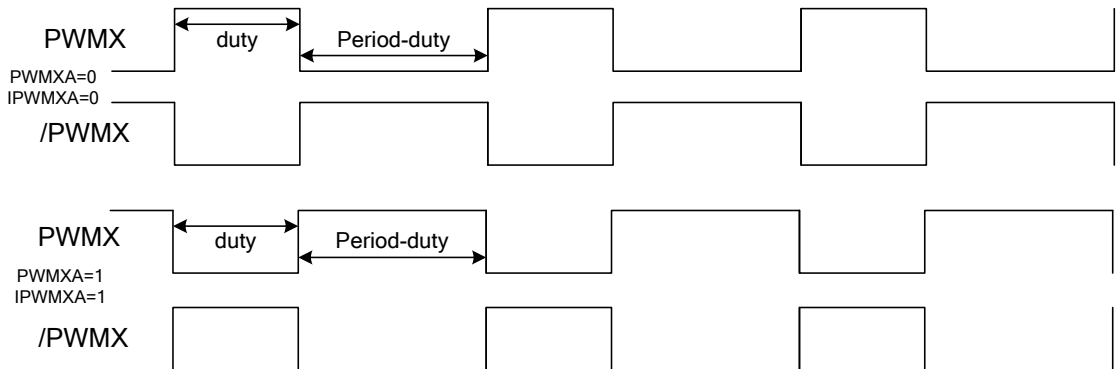 PWMX
duty
Period-duty
PWMXA=0
IPWMXA=0
/PWMX
PWMX
duty
Period-duty
PWMXA=1
IPWMXA=1
/PWMX